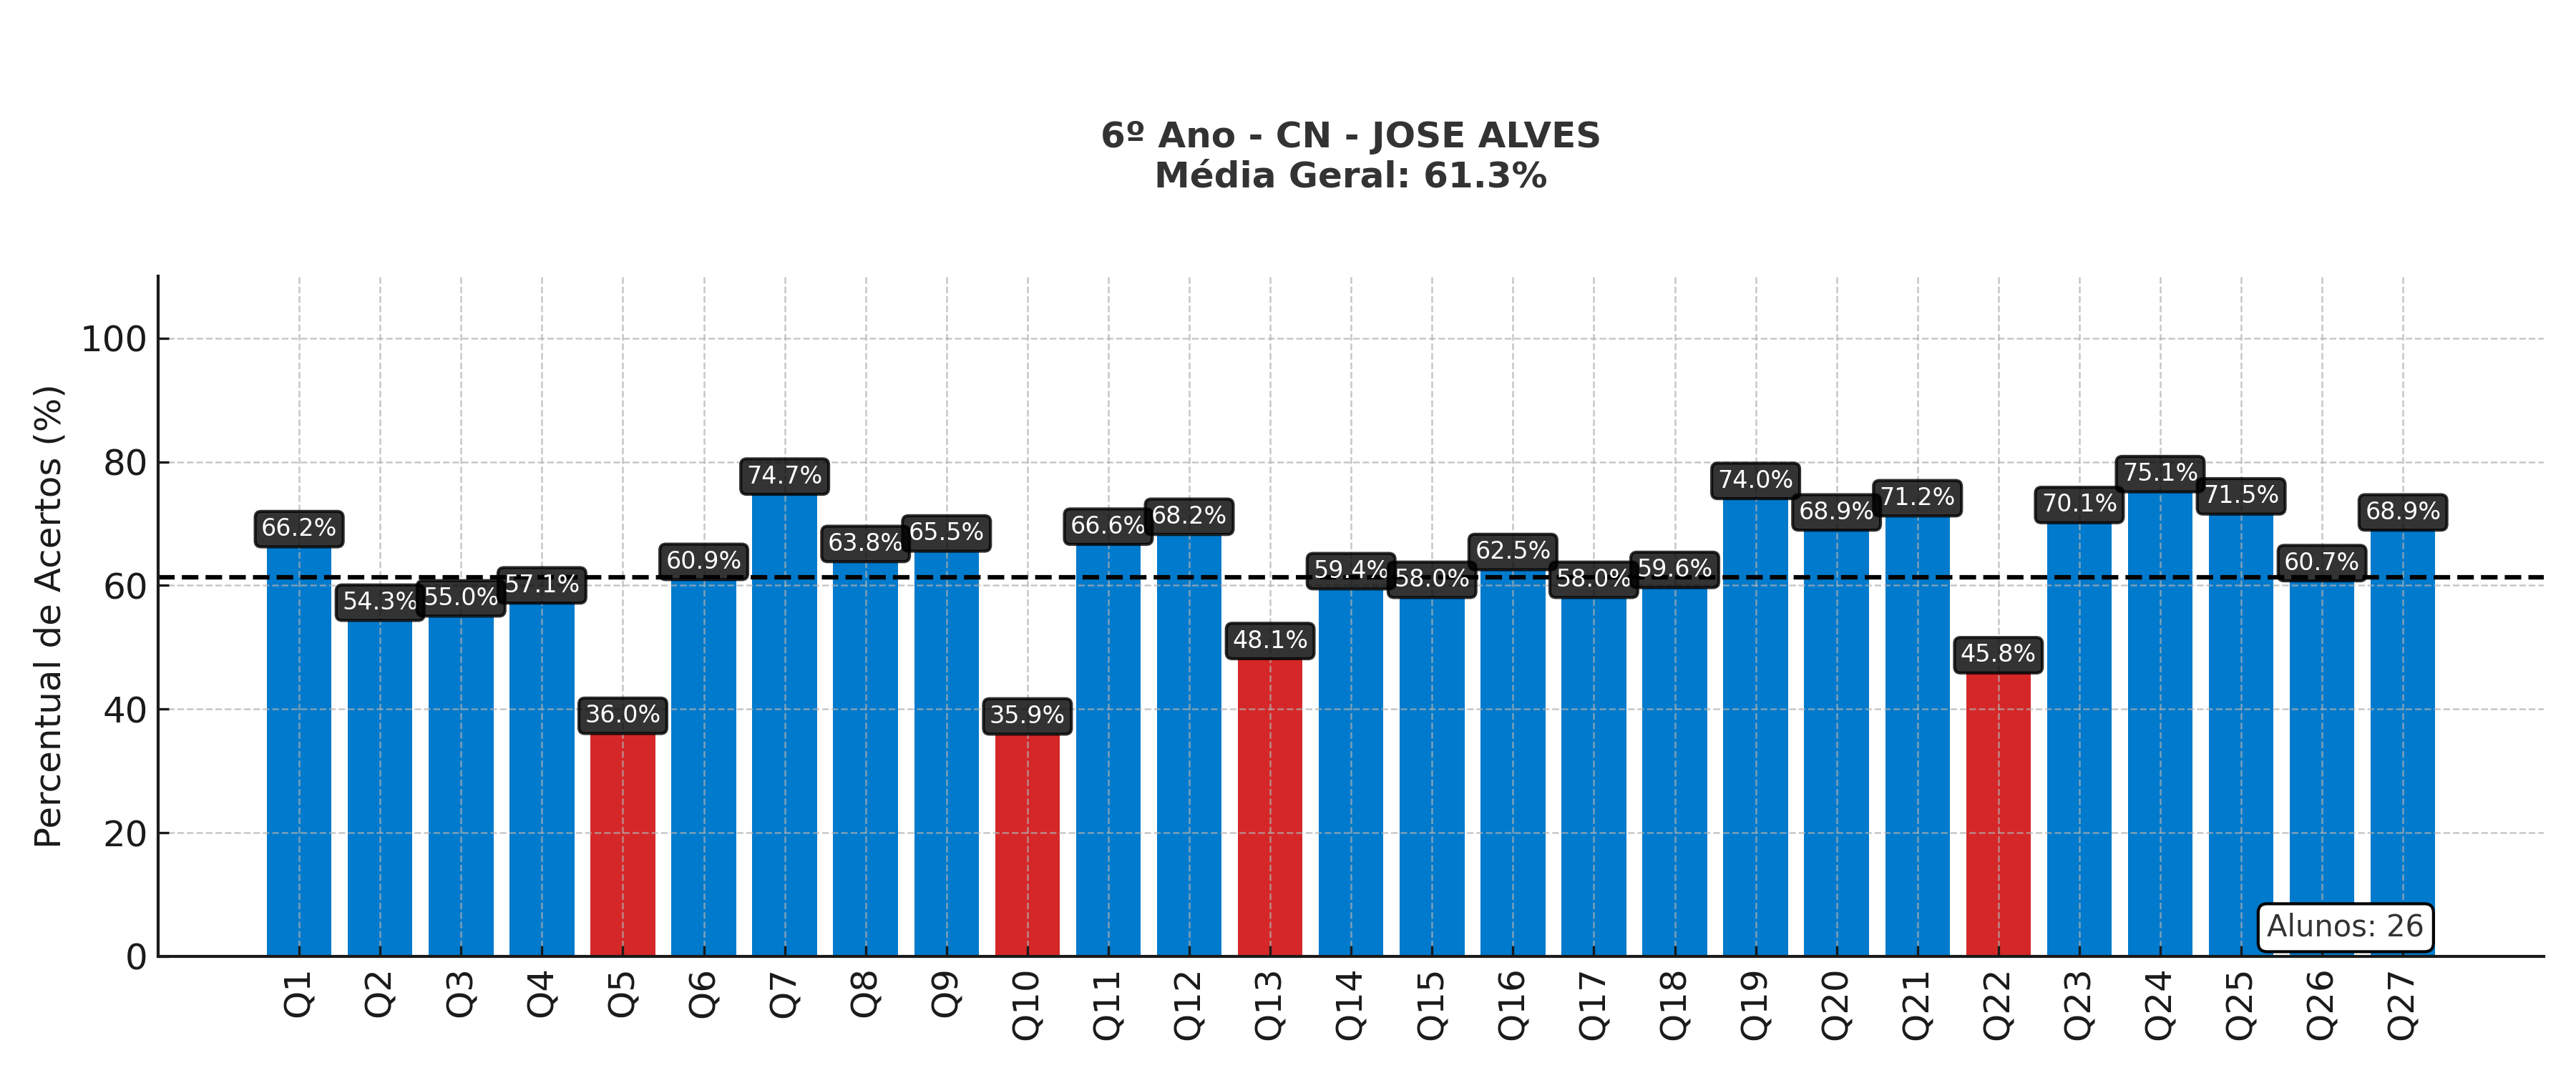 6º Ano - CN - JOSE ALVES
Média Geral: 61.3%
Percentual de Acertos (%)
100
80
60
40
20
0
66.2%
54.3%
55.0%
57.1%
36.0%
60.9%
74.7%
63.8%
65.5%
35.9%
66.6%
68.2%
48.1%
59.4%
58.0%
62.5%
58.0%
59.6%
74.0%
68.9%
71.2%
45.8%
70.1%
75.1%
71.5%
60.7%
68.9%
Alunos: 26
Q1
Q2
Q3
Q4
Q5
Q6
Q7
Q8
Q9
Q10
Q11
Q12
Q13
Q14
Q15
Q16
Q17
Q18
Q19
Q20
Q21
Q22
Q23
Q24
Q25
Q26
Q27